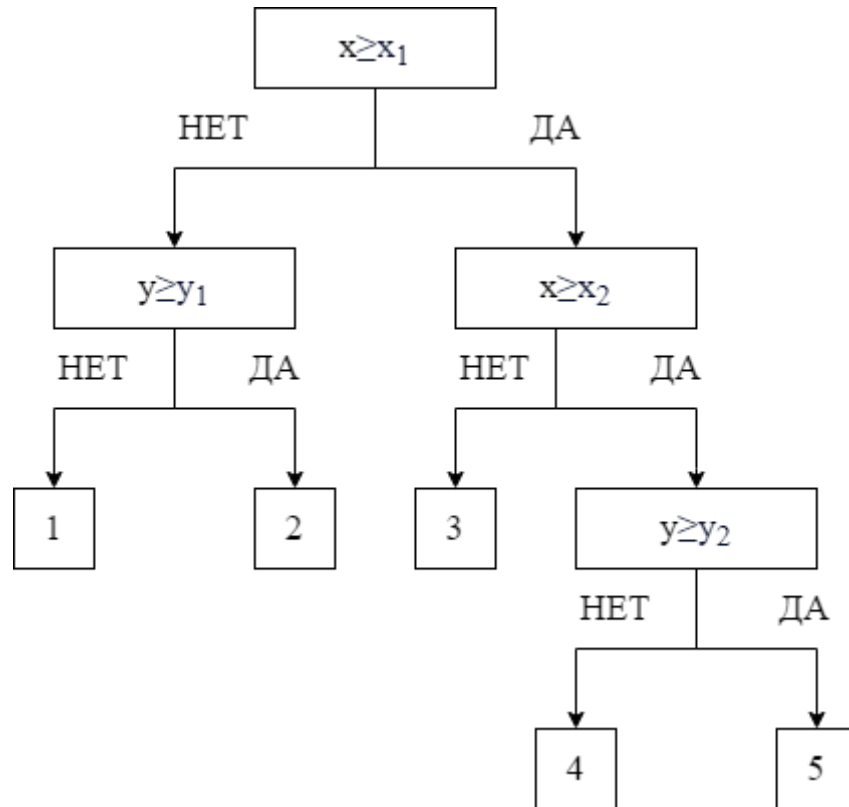 x≥x₁
НЕТ ДА
y≥y₁ x≥x₂
НЕТ ДА НЕТ ДА
1 2 3 y≥y₂
НЕТ ДА
4 5